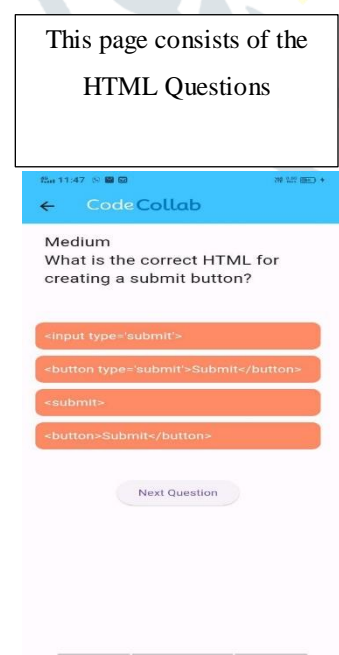 This page consists of the
HTML Questions
11:47
CodeCollab
Medium
What is the correct HTML for
creating a submit button?
<input type='submit'>
<button type='submit'>Submit</button>
<submit>
<button>Submit</button>
Next Question